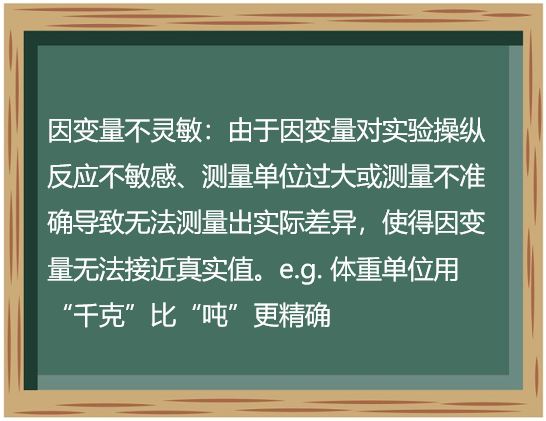 因变量不灵敏：由于因变量对实验操纵
反应不敏感、测量单位过大或测量不准
确导致无法测量出实际差异，使得因变
量无法接近真实值。e.g. 体重单位用
“千克”比“吨”更精确